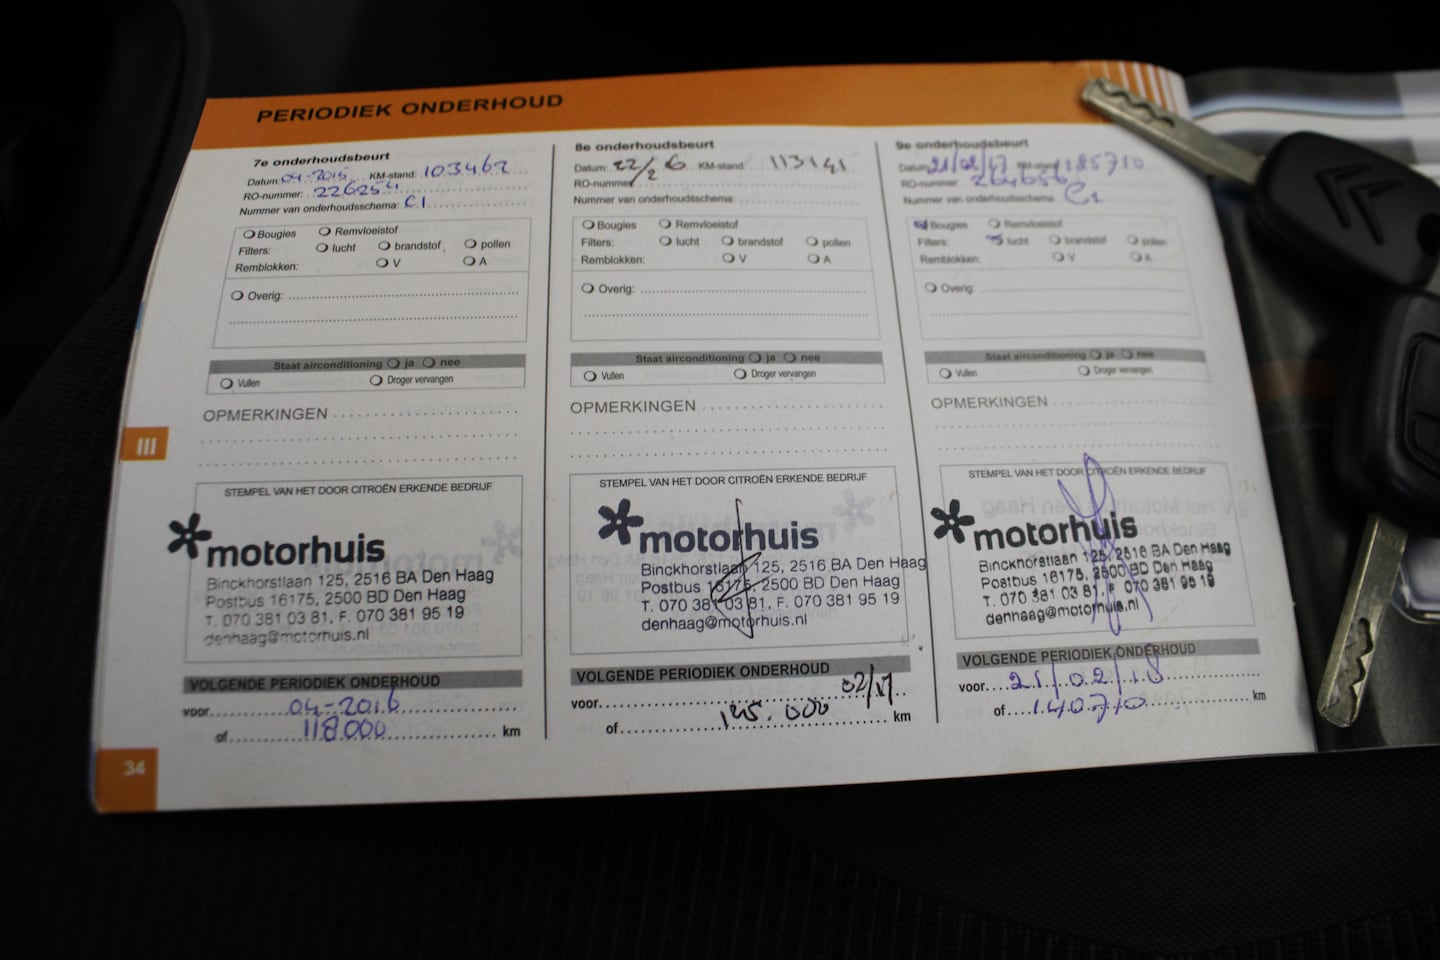 PERIODIEK ONDERHOUD
7e onderhoudsbeurt
Datum: 04-2015 KM-stand: 103462
RO-nummer: 226254
Nummer van onderhoudsschema: C1
Bougies Remvloeistof
Filters: lucht brandstof pollen
Remblokken: V A
Overig:
Staat airconditioning ja nee
Vullen Droger vervangen
OPMERKINGEN
STEMPEL VAN HET DOOR CITROËN ERKENDE BEDRIJF
motorhuis
Binckhorstlaan 125, 2516 BA Den Haag
Postbus 16175, 2500 BD Den Haag
T. 070 381 03 81, F. 070 381 95 19
denhaag@motorhuis.nl
VOLGENDE PERIODIEK ONDERHOUD
voor 04-2016
of 118000 km
8e onderhoudsbeurt
Datum: 22/2 16 KM-stand: 113141
RO-nummer
Nummer van onderhoudsschema:
Bougies Remvloeistof
Filters: lucht brandstof pollen
Remblokken: V A
Overig:
Staat airconditioning ja nee
Vullen Droger vervangen
OPMERKINGEN
STEMPEL VAN HET DOOR CITROËN ERKENDE BEDRIJF
motorhuis
Binckhorstlaan 125, 2516 BA Den Haag
Postbus 16175, 2500 BD Den Haag
T. 070 381 03 81, F. 070 381 95 19
denhaag@motorhuis.nl
VOLGENDE PERIODIEK ONDERHOUD
voor 02/17
of km
9e onderhoudsbeurt
Datum: 21/02/17 KM-stand: 125710
RO-nummer:
Nummer van onderhoudsschema: C2
Bougies Remvloeistof
Filters: lucht brandstof pollen
Remblokken: V A
Overig:
Staat airconditioning ja nee
Vullen Droger vervangen
OPMERKINGEN
STEMPEL VAN HET DOOR CITROËN ERKENDE BEDRIJF
motorhuis
Binckhorstlaan 125, 2516 BA Den Haag
Postbus 16175, 2500 BD Den Haag
T. 070 381 03 81, F 070 381 95 19
denhaag@motorhuis.nl
VOLGENDE PERIODIEK ONDERHOUD
voor 21/02/18
of 140710 km
III
34